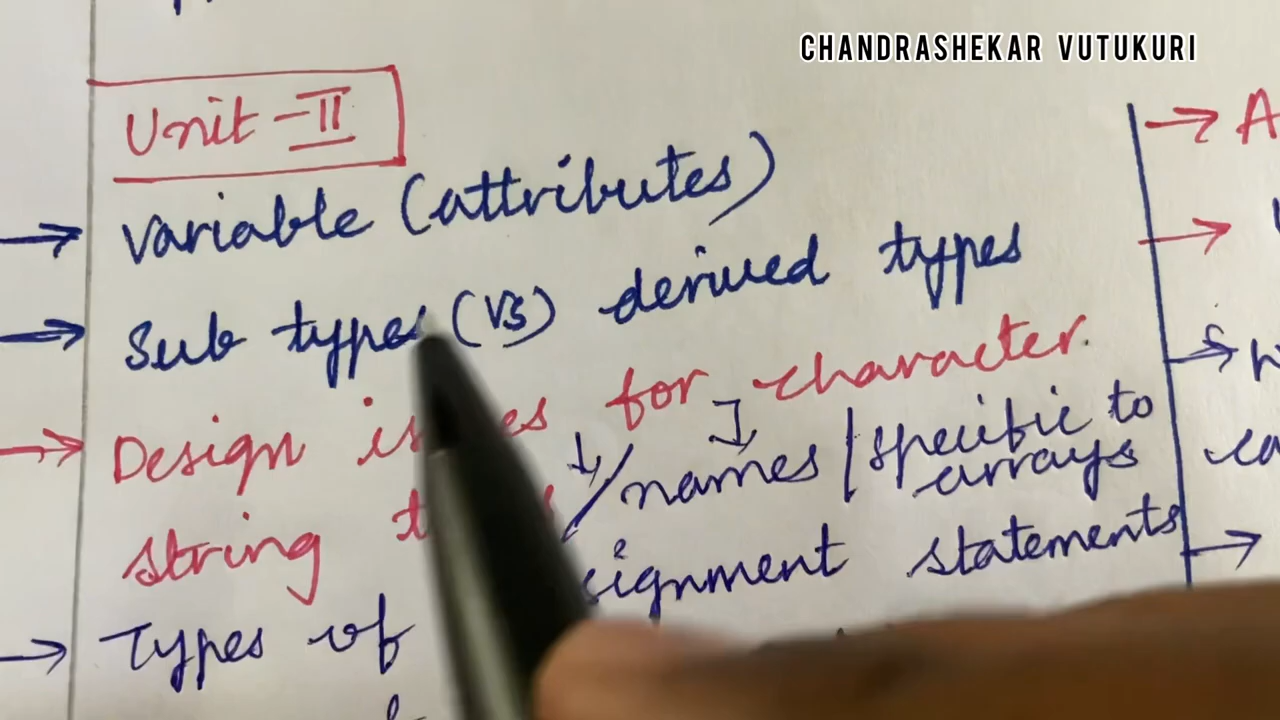 CHANDRASHEKAR VUTUKURI
Unit - II
→ variable (attributes)
→ Sub types (vs) derived types
→ Design for character
/names / specific to
arrays
string
statements
→ Types of